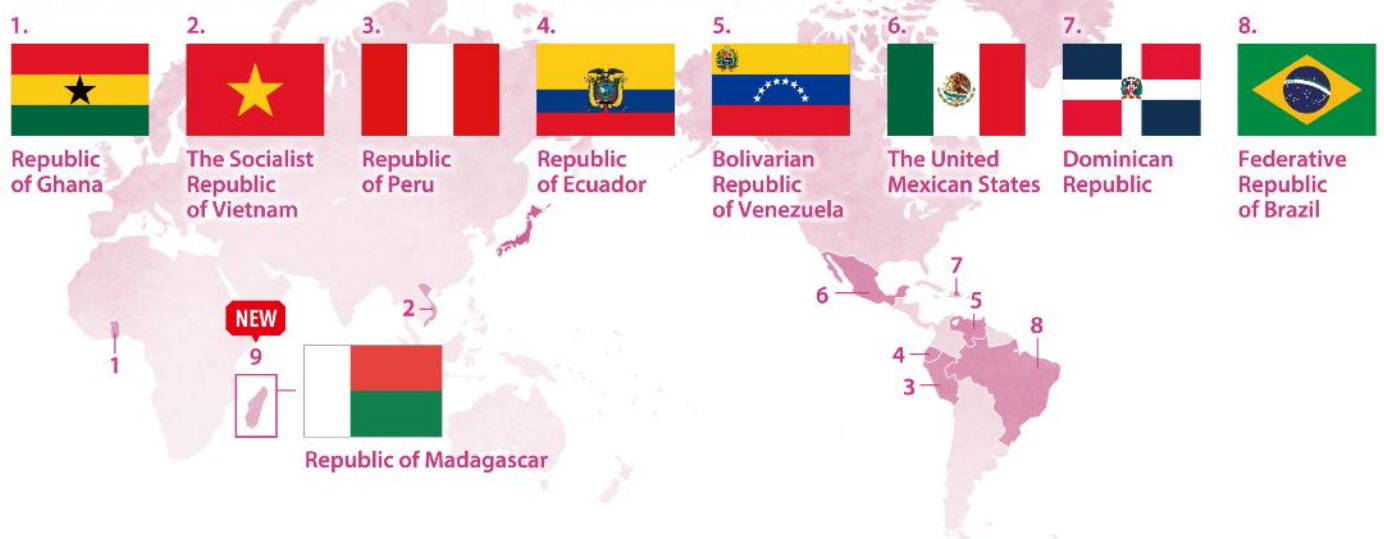 1.
2.
3.
4.
5.
6.
7.
8.
Republic
of Ghana
The Socialist
Republic
of Vietnam
Republic
of Peru
Republic
of Ecuador
Bolivarian
Republic
of Venezuela
The United
Mexican States
Dominican
Republic
Federative
Republic
of Brazil
7
6
5
2
NEW
8
1
9
4
3
Republic of Madagascar